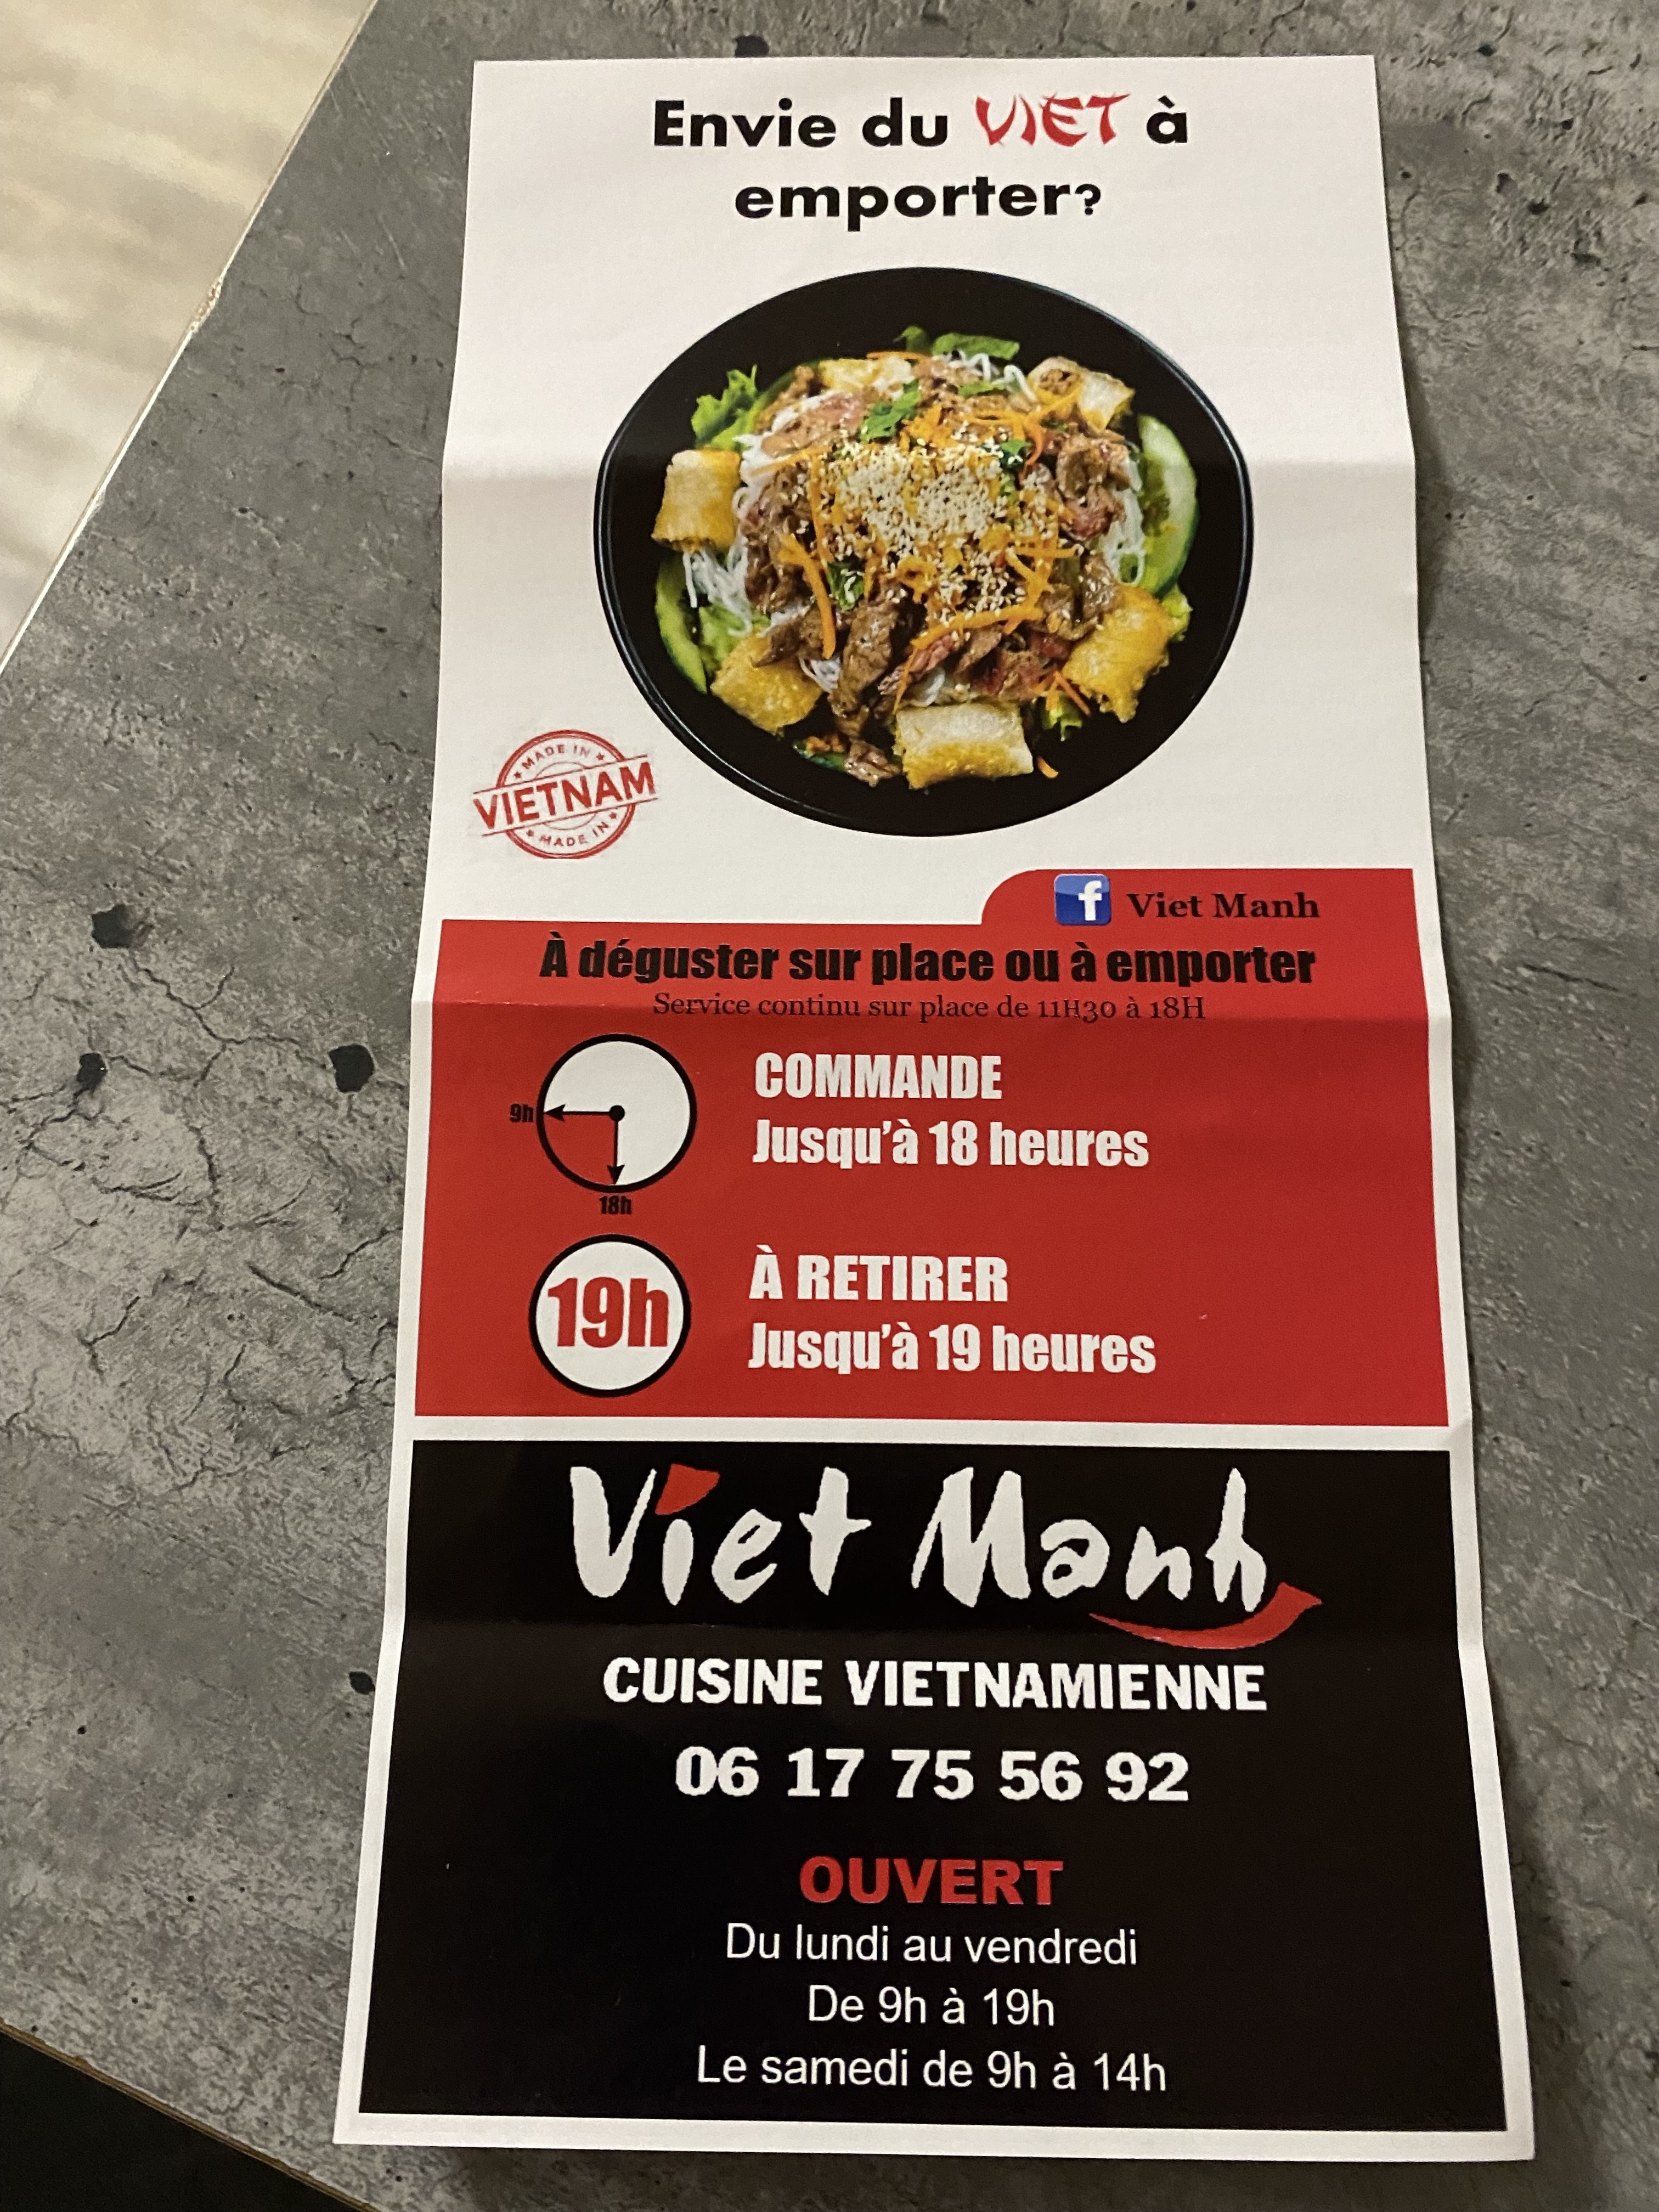 Envie du VIET à
emporter?
MADE IN
VIETNAM
MADE IN
f Viet Manh
À déguster sur place ou à emporter
Service continu sur place de 11H30 à 18H
9h
18h
COMMANDE
Jusqu'à 18 heures
19h
À RETIRER
Jusqu'à 19 heures
Viet Manh
CUISINE VIETNAMIENNE
06 17 75 56 92
OUVERT
Du lundi au vendredi
De 9h à 19h
Le samedi de 9h à 14h